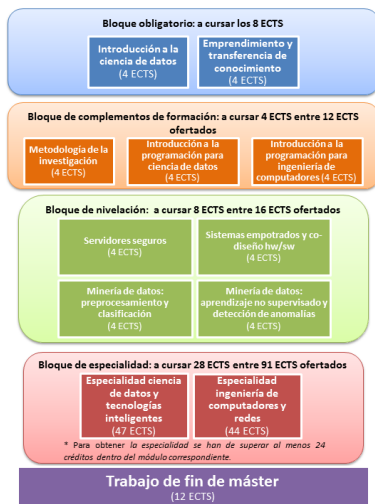 Bloque obligatorio: a cursar los 8 ECTS
Introducción a la
ciencia de datos
(4 ECTS)
Emprendimiento y
transferencia de
conocimiento
(4 ECTS)
Bloque de complementos de formación: a cursar 4 ECTS entre 12 ECTS
ofertados
Metodología de la
investigación
(4 ECTS)
Introducción a la
programación para
ciencia de datos
(4 ECTS)
Introducción a la
programación para
ingeniería de
computadores (4 ECTS)
Bloque de nivelación: a cursar 8 ECTS entre 16 ECTS ofertados
Servidores seguros
(4 ECTS)
Sistemas empotrados y co-
diseño hw/sw
(4 ECTS)
Minería de datos:
preprocesamiento y
clasificación
(4 ECTS)
Minería de datos:
aprendizaje no supervisado y
detección de anomalías
(4 ECTS)
Bloque de especialidad: a cursar 28 ECTS entre 91 ECTS ofertados
Especialidad ciencia
de datos y
tecnologías
inteligentes
(47 ECTS)
Especialidad
ingeniería de
computadores y
redes
(44 ECTS)
* Para obtener la especialidad se han de superar al menos 24
créditos dentro del módulo correspondiente.
Trabajo de fin de máster
(12 ECTS)